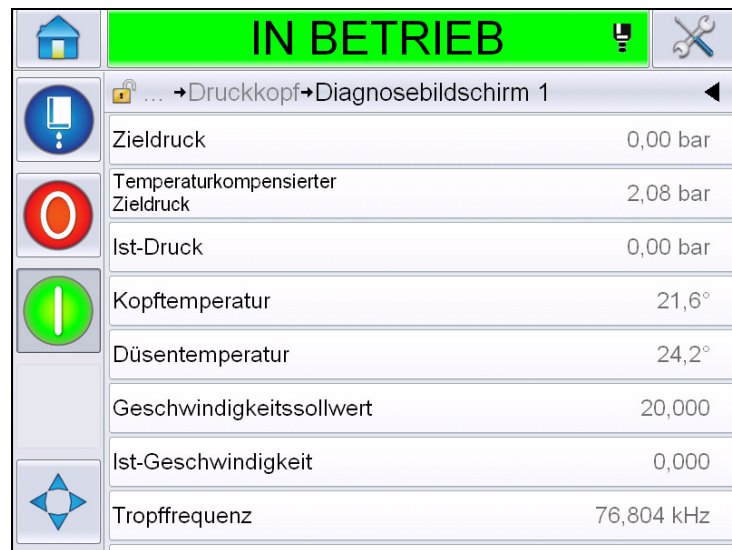 IN BETRIEB
... →Druckkopf→Diagnosebildschirm 1
Zieldruck 0,00 bar
Temperaturkompensierter
Zieldruck 2,08 bar
Ist-Druck 0,00 bar
Kopftemperatur 21,6°
Düsentemperatur 24,2°
Geschwindigkeitssollwert 20,000
Ist-Geschwindigkeit 0,000
Tropffrequenz 76,804 kHz